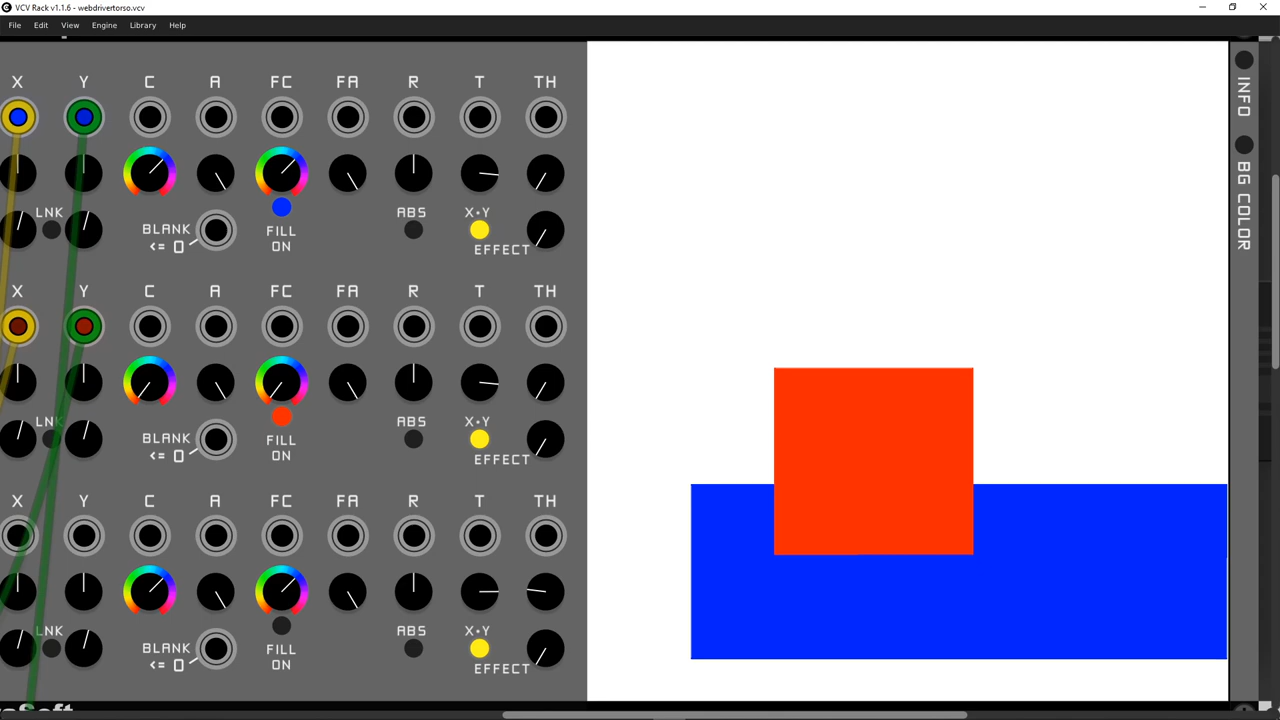 VCV Rack v1.1.6 - webdrivertorso.vcv
File Edit View Engine Library Help
X Y C A FC FA R T TH
LNK BLANK <= 0 FILL ON ABS X•Y EFFECT
X Y C A FC FA R T TH
LNK BLANK <= 0 FILL ON ABS X•Y EFFECT
X Y C A FC FA R T TH
LNK BLANK <= 0 FILL ON ABS X•Y EFFECT
INFO
BG COLOR